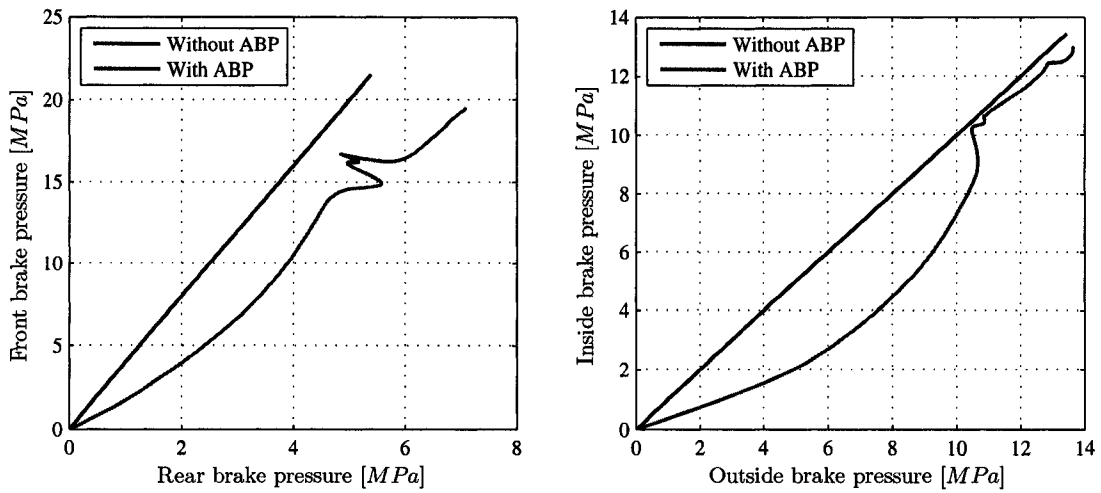 25
20
15
10
5
0
Front brake pressure [MPa]
Without ABP
With ABP
0 2 4 6 8
Rear brake pressure [MPa]
14
12
10
8
6
4
2
0
Inside brake pressure [MPa]
Without ABP
With ABP
0 2 4 6 8 10 12 14
Outside brake pressure [MPa]